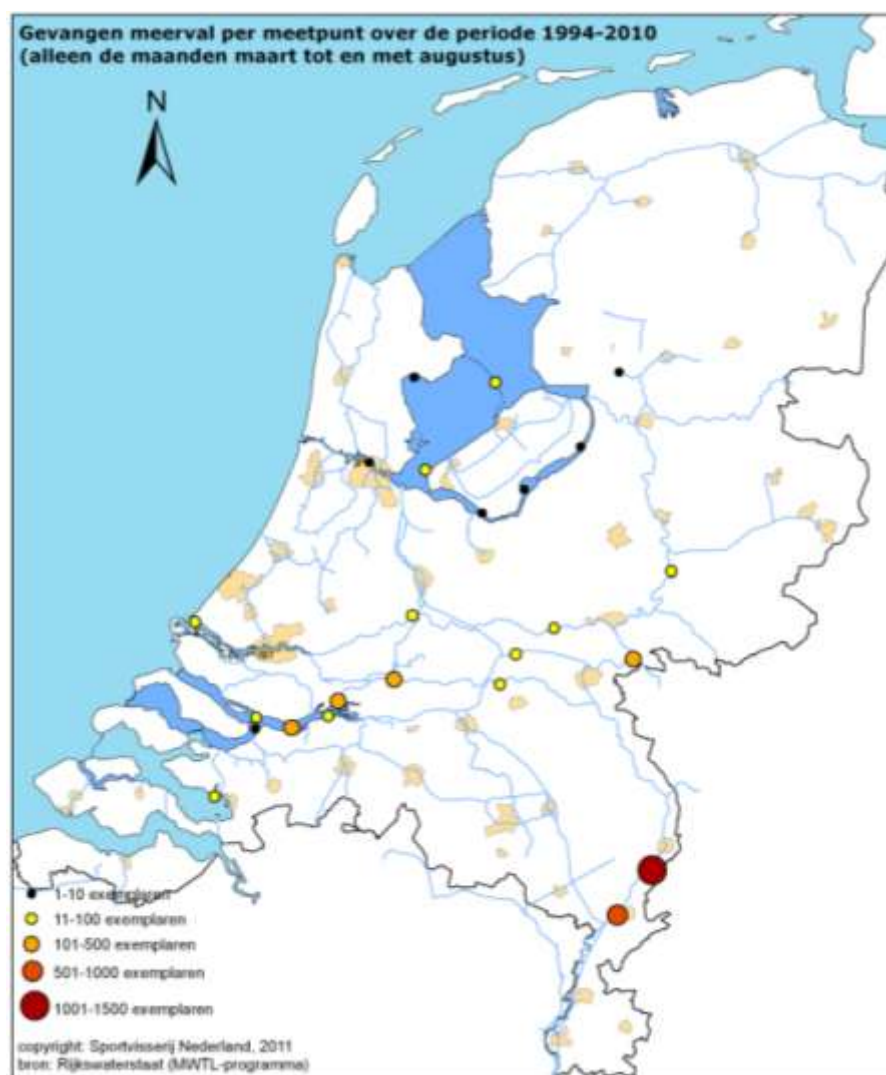 Gevangen meerval per meetpunt over de periode 1994-2010
(alleen de maanden maart tot en met augustus)
N
1-10 exemplaren
11-100 exemplaren
101-500 exemplaren
501-1000 exemplaren
1001-1500 exemplaren
copyright: Sportvisserij Nederland, 2011
bron: Rijkswaterstaat (MWTL-programma)